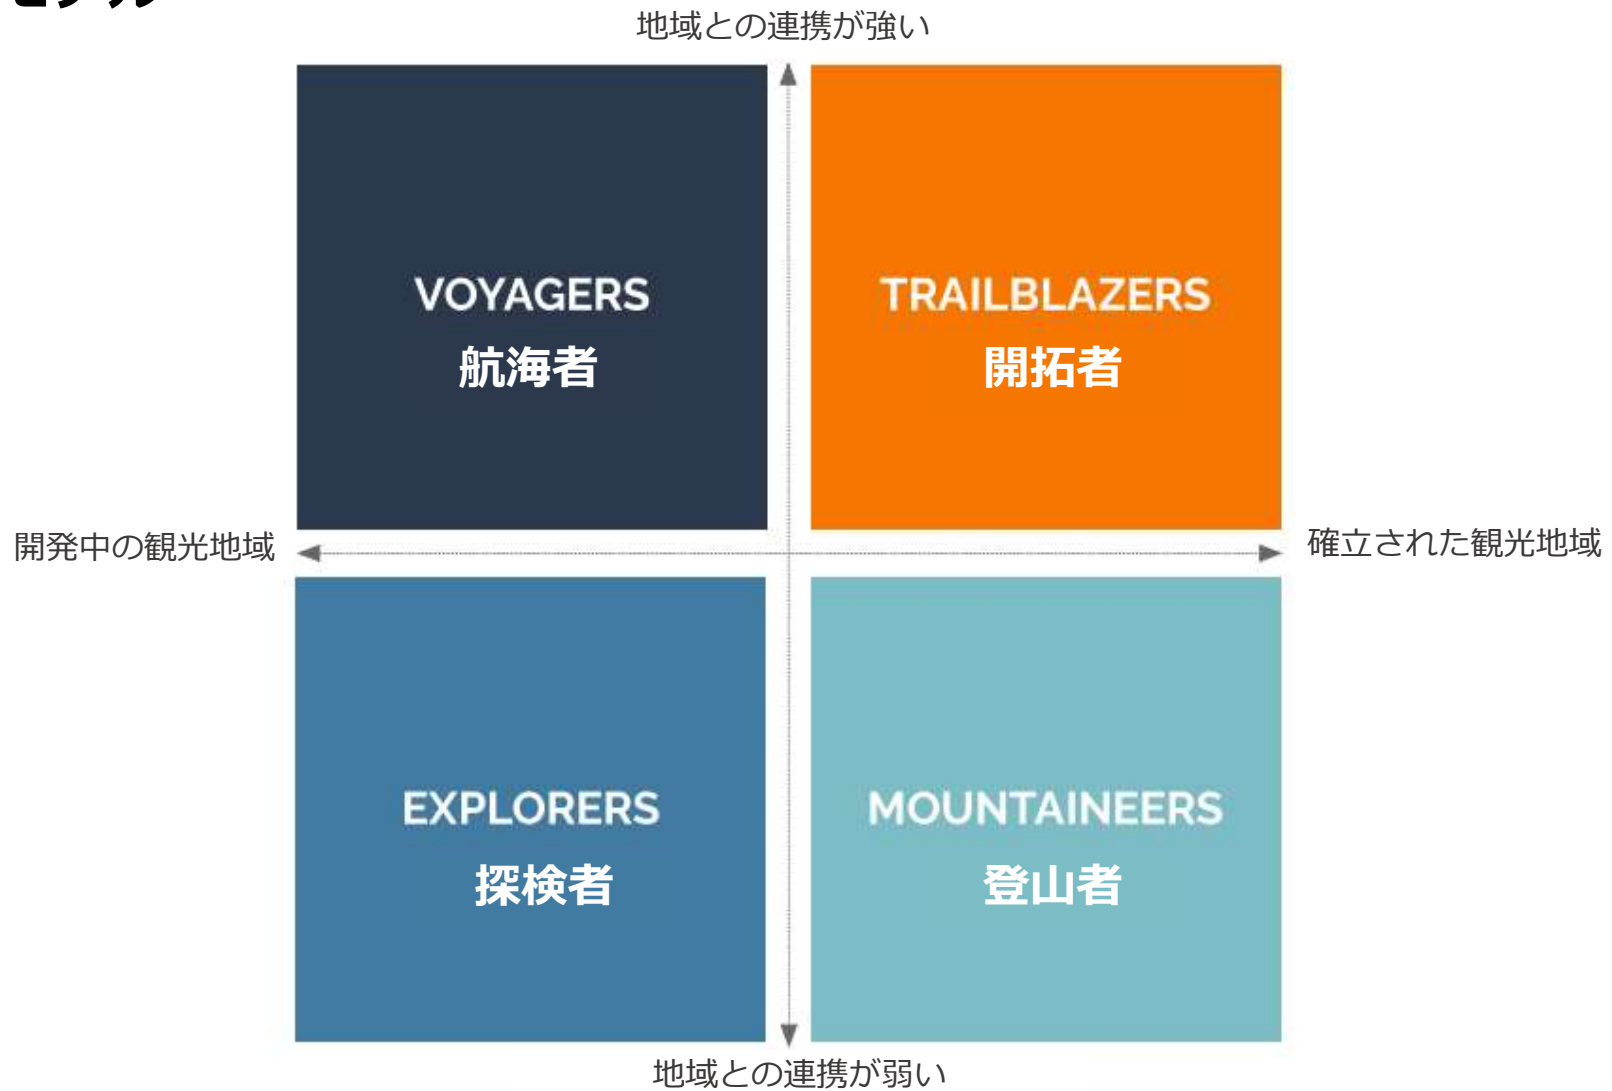 地域との連携が強い
VOYAGERS
航海者
TRAILBLAZERS
開拓者
開発中の観光地域
確立された観光地域
EXPLORERS
探検者
MOUNTAINEERS
登山者
地域との連携が弱い